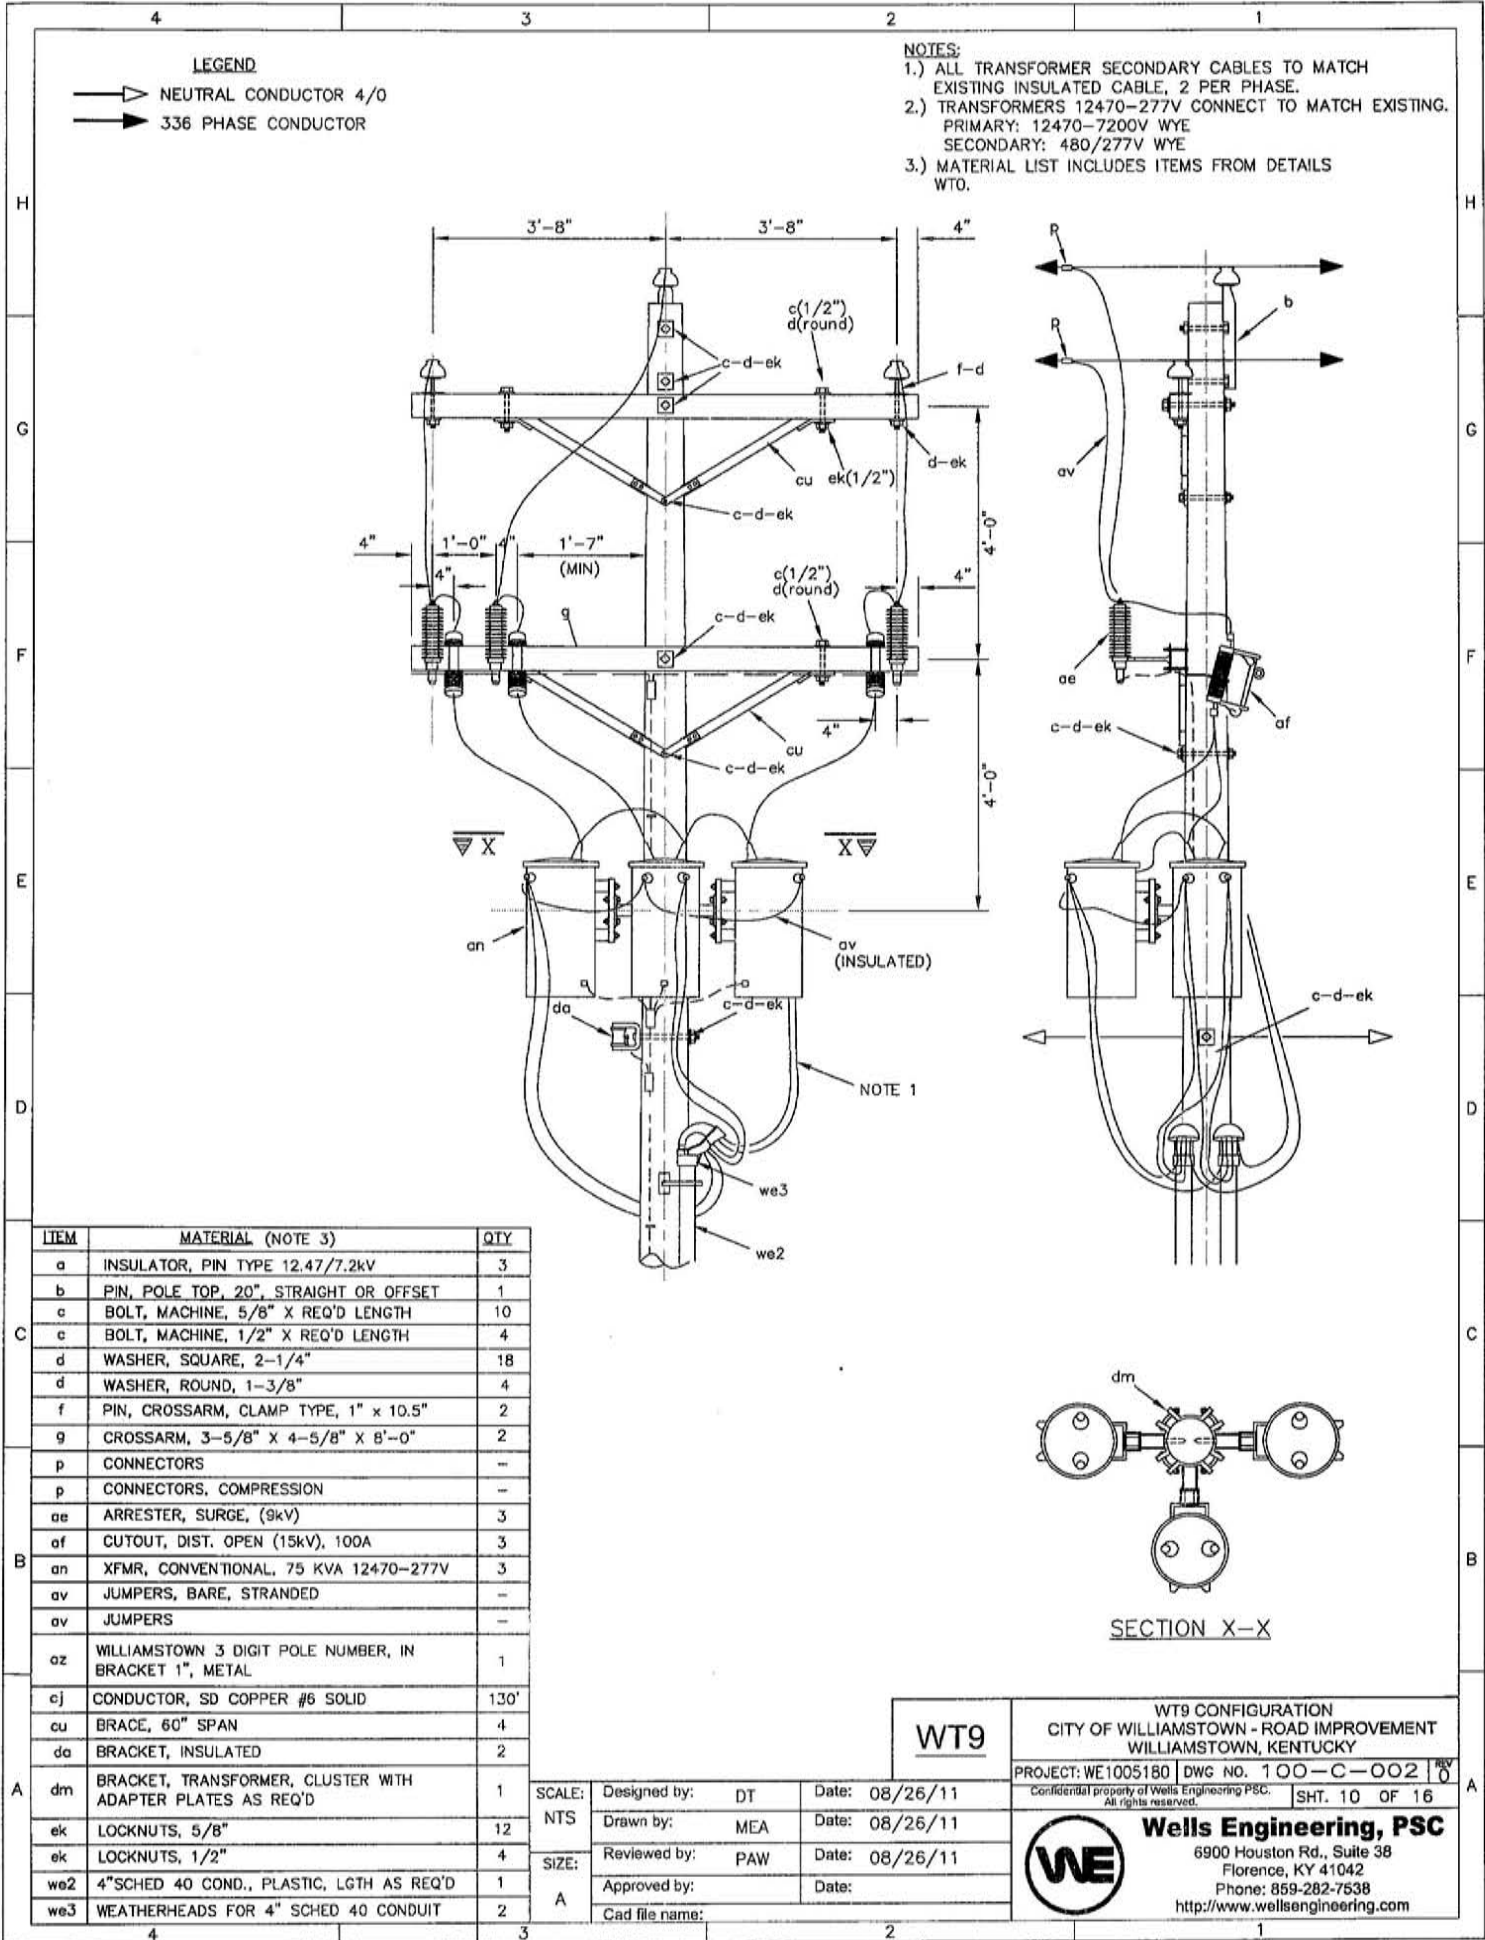 4 3 2 1
LEGEND
NEUTRAL CONDUCTOR 4/0
336 PHASE CONDUCTOR
NOTES:
1.) ALL TRANSFORMER SECONDARY CABLES TO MATCH
EXISTING INSULATED CABLE, 2 PER PHASE.
2.) TRANSFORMERS 12470-277V CONNECT TO MATCH EXISTING.
PRIMARY: 12470-7200V WYE
SECONDARY: 480/277V WYE
3.) MATERIAL LIST INCLUDES ITEMS FROM DETAILS
WT0.
H H
3'-8" 3'-8" 4"
p
b
c(1/2")
d(round)
p
c-d-ek
f-d
G G
d-ek
av
cu ek(1/2")
c-d-ek
4'-0"
4" 1'-0" 4" 1'-7"
(MIN)
4"
c(1/2")
d(round)
4"
g
c-d-ek
F F
ae
af
4"
c-d-ek
cu
c-d-ek
4'-0"
X X
E E
an
av
(INSULATED)
c-d-ek
da
c-d-ek
NOTE 1
D D
we3
we2
ITEM MATERIAL (NOTE 3) QTY
a INSULATOR, PIN TYPE 12.47/7.2kV 3
b PIN, POLE TOP, 20", STRAIGHT OR OFFSET 1
c BOLT, MACHINE, 5/8" X REQ'D LENGTH 10
c BOLT, MACHINE, 1/2" X REQ'D LENGTH 4
d WASHER, SQUARE, 2-1/4" 18
d WASHER, ROUND, 1-3/8" 4
f PIN, CROSSARM, CLAMP TYPE, 1" x 10.5" 2
g CROSSARM, 3-5/8" X 4-5/8" X 8'-0" 2
p CONNECTORS --
p CONNECTORS, COMPRESSION --
ae ARRESTER, SURGE, (9kV) 3
af CUTOUT, DIST. OPEN (15kV), 100A 3
an XFMR, CONVENTIONAL, 75 KVA 12470-277V 3
av JUMPERS, BARE, STRANDED --
av JUMPERS --
az WILLIAMSTOWN 3 DIGIT POLE NUMBER, IN
BRACKET 1", METAL 1
cj CONDUCTOR, SD COPPER #6 SOLID 130'
cu BRACE, 60" SPAN 4
da BRACKET, INSULATED 2
dm BRACKET, TRANSFORMER, CLUSTER WITH
ADAPTER PLATES AS REQ'D 1
ek LOCKNUTS, 5/8" 12
ek LOCKNUTS, 1/2" 4
we2 4"SCHED 40 COND., PLASTIC, LGTH AS REQ'D 1
we3 WEATHERHEADS FOR 4" SCHED 40 CONDUIT 2
C C
dm
B B
SECTION X-X
A A
WT9
WT9 CONFIGURATION
CITY OF WILLIAMSTOWN - ROAD IMPROVEMENT
WILLIAMSTOWN, KENTUCKY
PROJECT: WE1005180 DWG NO. 100-C-002 REV 0
Confidential property of Wells Engineering PSC.
All rights reserved.
SHT. 10 OF 16
SCALE:
NTS
SIZE:
A
Designed by: DT Date: 08/26/11
Drawn by: MEA Date: 08/26/11
Reviewed by: PAW Date: 08/26/11
Approved by: Date:
Cad file name:
WE
Wells Engineering, PSC
6900 Houston Rd., Suite 38
Florence, KY 41042
Phone: 859-282-7538
http://www.wellsengineering.com
4 3 2 1